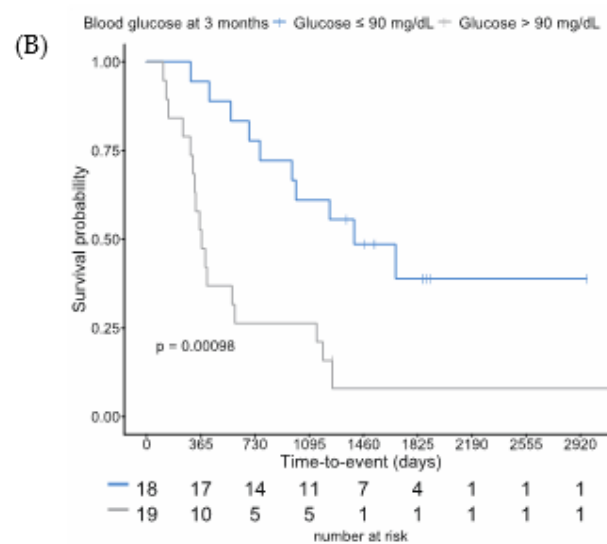 Blood glucose at 3 months Glucose ≤ 90 mg/dL Glucose > 90 mg/dL
(B)
1.00
0.75
0.50
0.25
0.00
Survival probability
p = 0.00098
0 365 730 1095 1460 1825 2190 2555 2920
Time-to-event (days)
18 17 14 11 7 4 1 1 1
19 10 5 5 1 1 1 1 1
number at risk